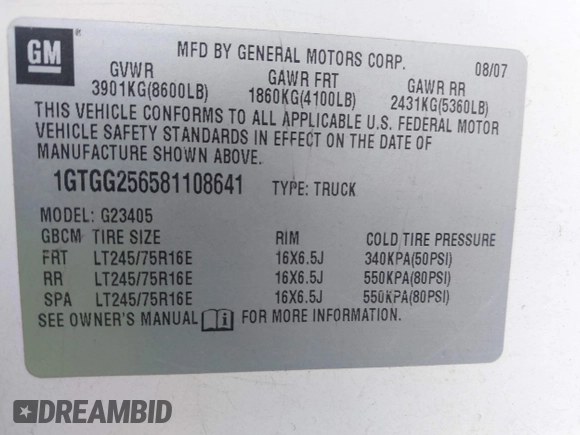 GM
®
MFD BY GENERAL MOTORS CORP. 08/07
GVWR GAWR FRT GAWR RR
3901KG(8600LB) 1860KG(4100LB) 2431KG(5360LB)
THIS VEHICLE CONFORMS TO ALL APPLICABLE U.S. FEDERAL MOTOR
VEHICLE SAFETY STANDARDS IN EFFECT ON THE DATE OF
MANUFACTURE SHOWN ABOVE.
1GTGG256581108641 TYPE: TRUCK
MODEL: G23405
GBCM TIRE SIZE RIM COLD TIRE PRESSURE
FRT LT245/75R16E 16X6.5J 340KPA(50PSI)
RR LT245/75R16E 16X6.5J 550KPA(80PSI)
SPA LT245/75R16E 16X6.5J 550KPA(80PSI)
SEE OWNER'S MANUAL FOR MORE INFORMATION.
DREAMBID